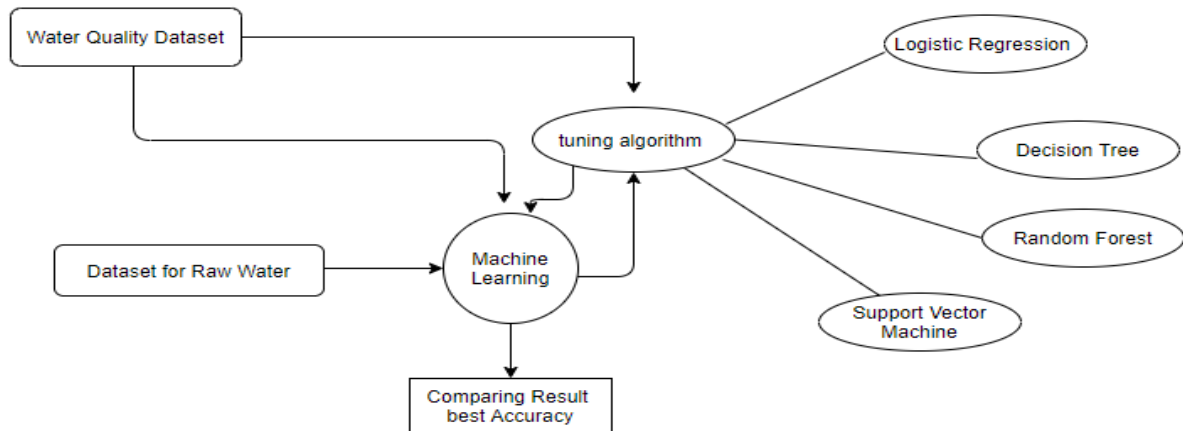 Water Quality Dataset
Logistic Regression
tuning algorithm
Decision Tree
Random Forest
Machine
Learning
Dataset for Raw Water
Support Vector
Machine
Comparing Result
best Accuracy